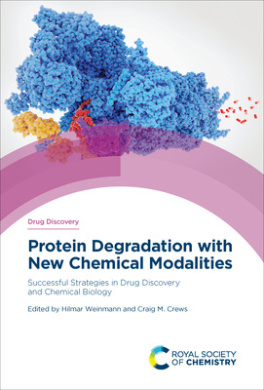 Drug Discovery
Protein Degradation with
New Chemical Modalities
Successful Strategies in Drug Discovery
and Chemical Biology
Edited by Hilmar Weinmann and Craig M. Crews
ROYAL SOCIETY
OF CHEMISTRY